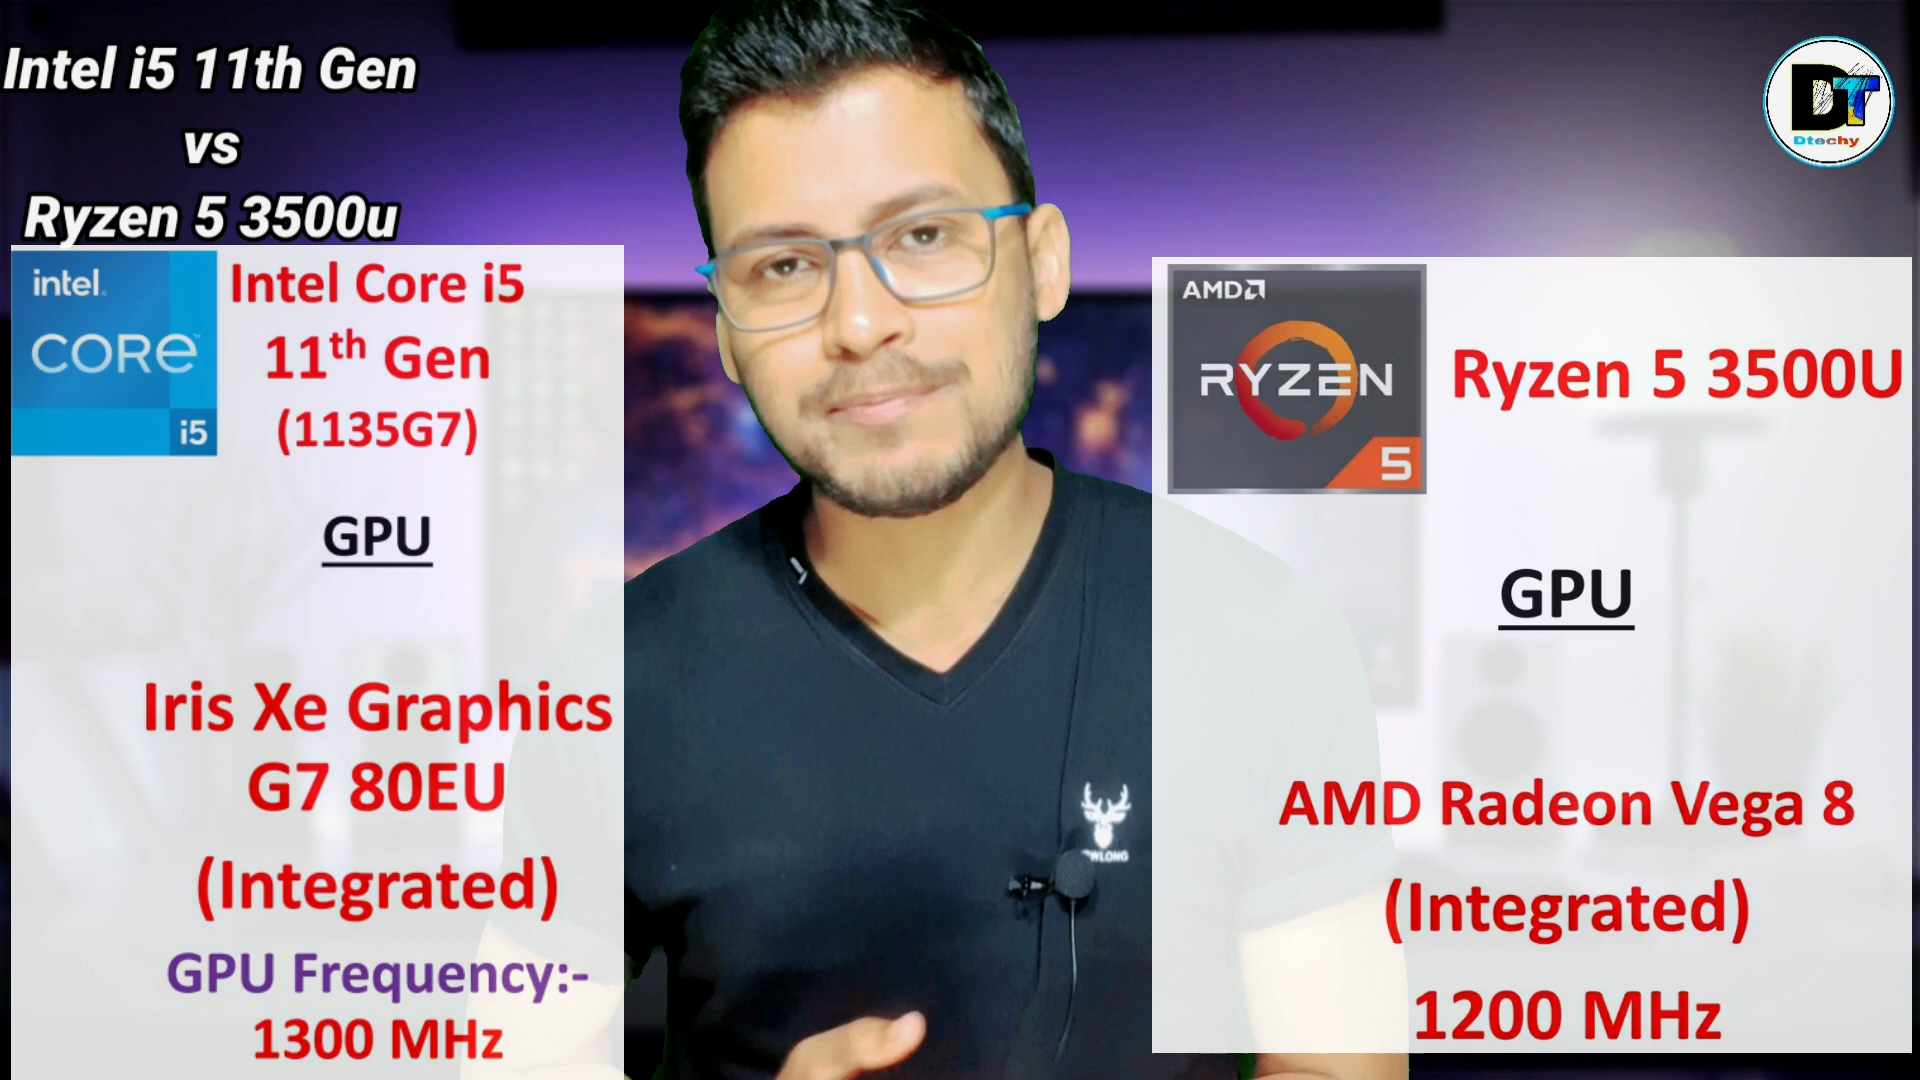 Intel i5 11th Gen
vs
Ryzen 5 3500u
intel.
CORE
i5
Intel Core i5
11th Gen
(1135G7)
GPU
Iris Xe Graphics
G7 80EU
(Integrated)
GPU Frequency:-
1300 MHz
DT
Dtechy
AMD
RYZEN
5
Ryzen 5 3500U
GPU
AMD Radeon Vega 8
(Integrated)
1200 MHz